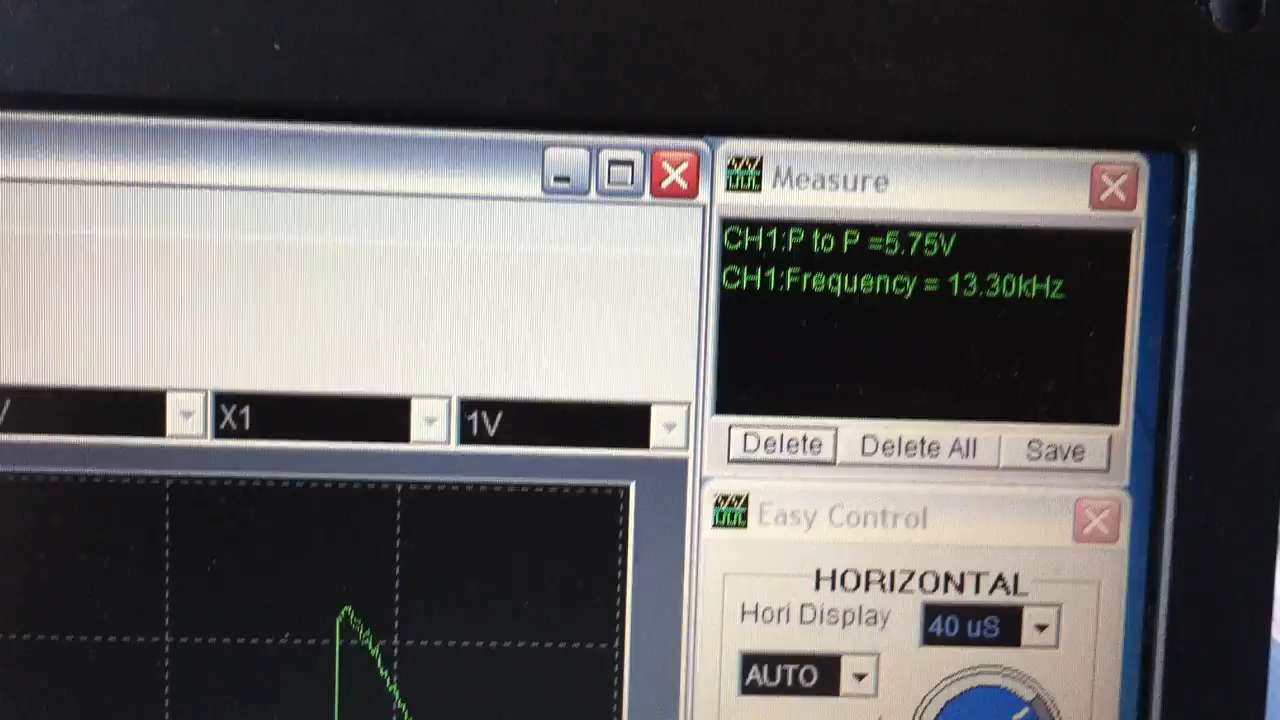 Measure
CH1:P to P =5.75V
CH1:Frequency = 13.30kHz
X1
1V
Delete
Delete All
Save
Easy Control
HORIZONTAL
Hori Display
40 uS
AUTO